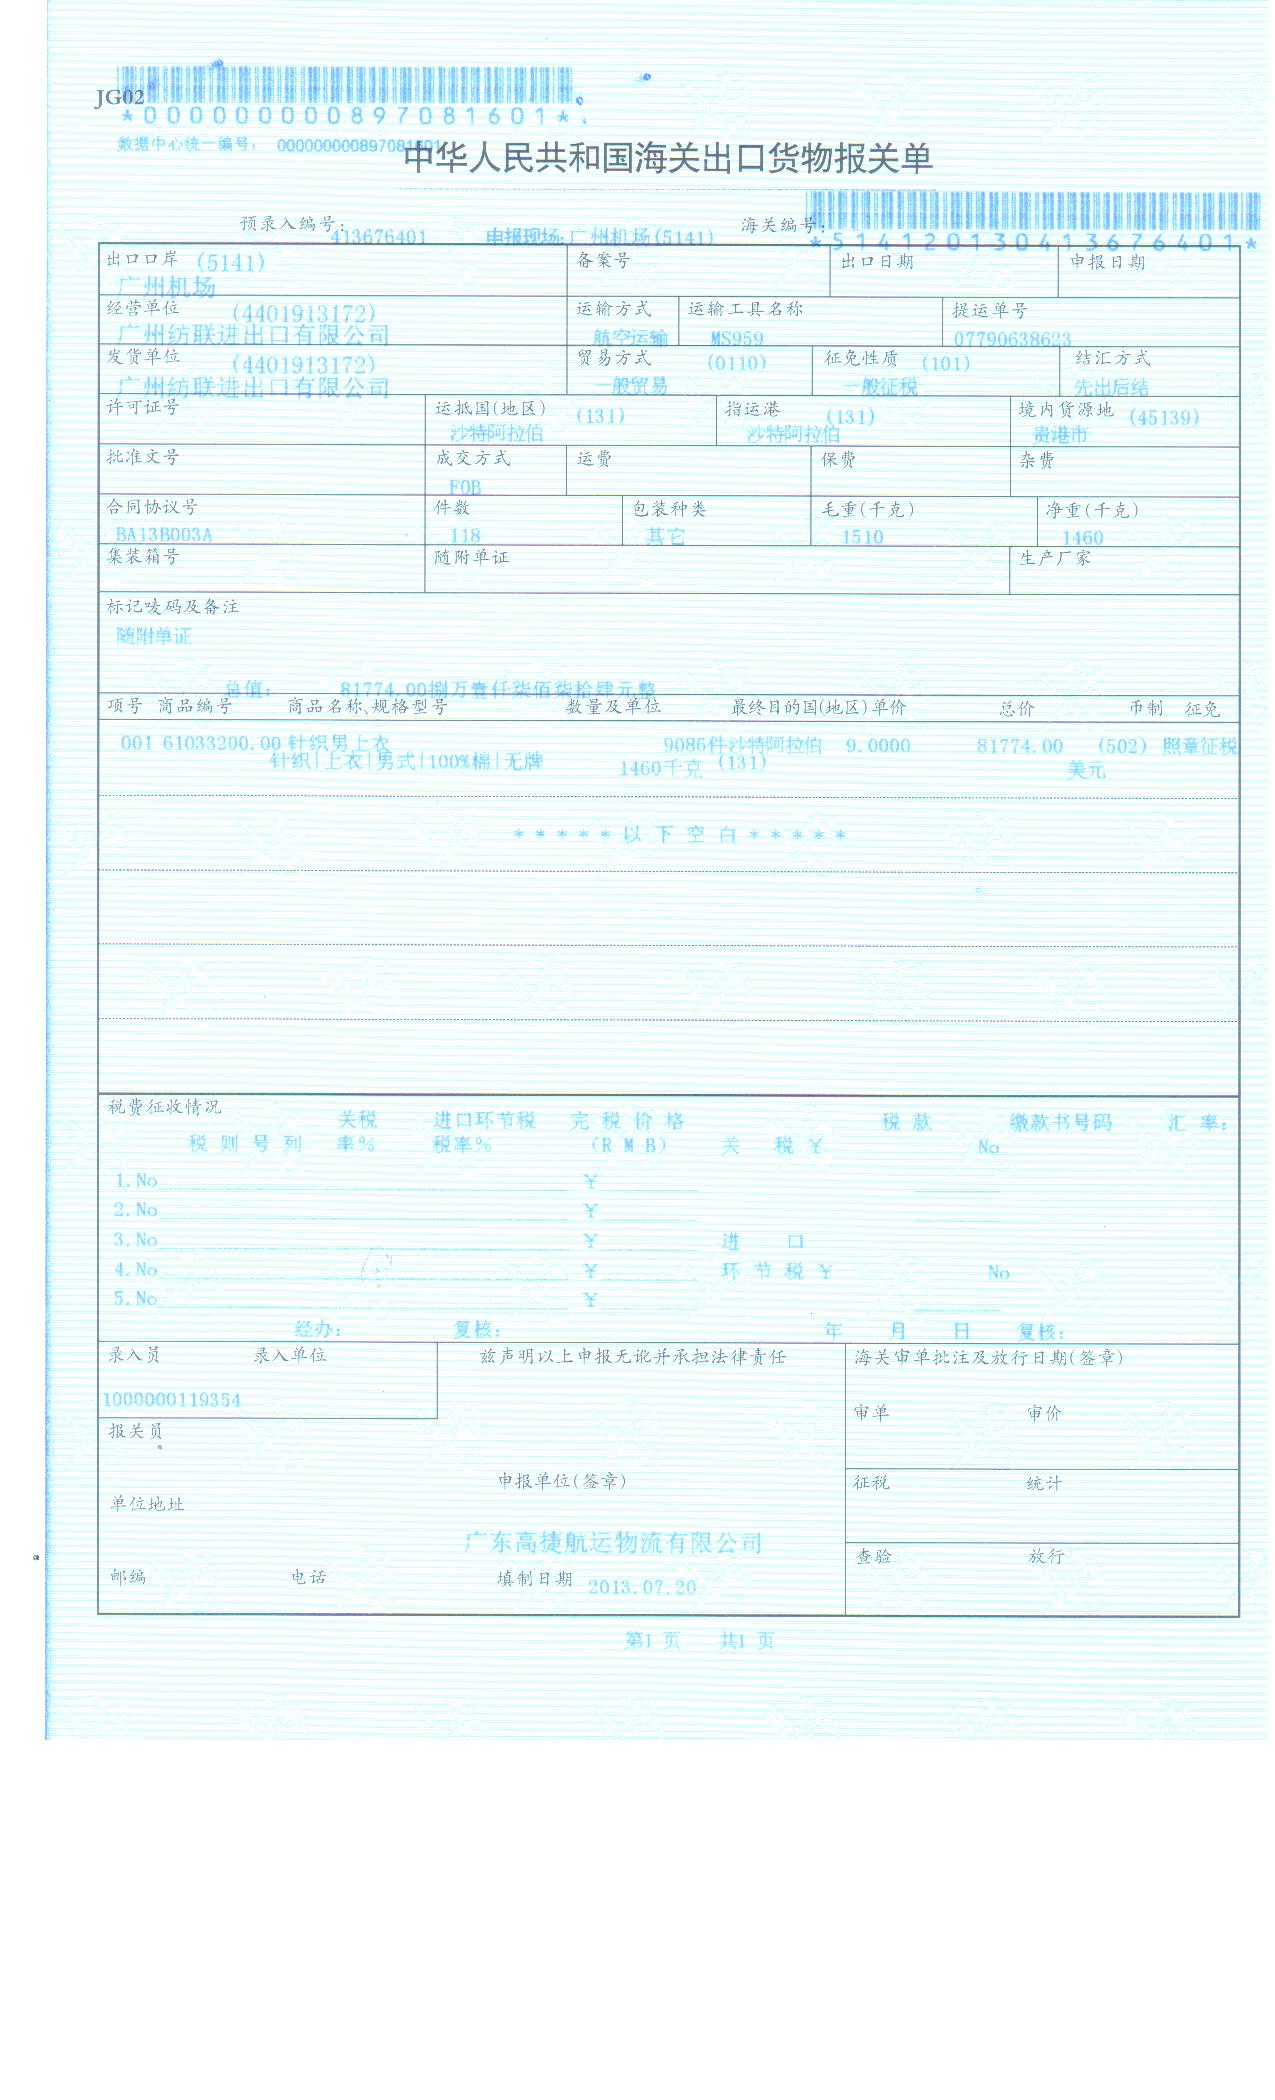 JG02
*000000000897081601*
数据中心统一编号: 000000000897081601
中华人民共和国海关出口货物报关单
预录入编号: 413676401 申报现场:广州机场(5141) 海关编号:
*514120130413676401*
出口口岸 (5141) 备案号 出口日期 申报日期
广州机场
经营单位 (4401913172) 运输方式 运输工具名称 提运单号
广州纺联进出口有限公司 航空运输 MS959 07790638623
发货单位 (4401913172) 贸易方式 (0110) 征免性质 (101) 结汇方式
广州纺联进出口有限公司 一般贸易 一般征税 先出后结
许可证号 运抵国(地区) (131) 指运港 (131) 境内货源地 (45139)
沙特阿拉伯 沙特阿拉伯 贵港市
批准文号 成交方式 运费 保费 杂费
FOB
合同协议号 件数 包装种类 毛重(千克) 净重(千克)
BA13B003A 118 其它 1510 1460
集装箱号 随附单证 生产厂家
标记唛码及备注
随附单证
总值: 81774.00捌万壹仟柒佰柒拾肆元整
项号 商品编号 商品名称、规格型号 数量及单位 最终目的国(地区)单价 总价 币制 征免
001 61033200.00 针织男上衣 9086件沙特阿拉伯 9.0000 81774.00 (502) 照章征税
针织|上衣|男式|100%棉|无牌 1460千克 (131) 美元
*****以下空白*****
税费征收情况
关税 进口环节税 完税价格 税款 缴款书号码 汇率:
税则号列 率% 税率% (RMB) 关 税¥ No
1.No ¥
2.No ¥
3.No ¥ 进 口
4.No ¥ 环节税¥ No
5.No ¥
经办: 复核: 年 月 日 复核:
录入员 录入单位 兹声明以上申报无讹并承担法律责任 海关审单批注及放行日期(签章)
1000000119354
审单 审价
报关员
申报单位(签章) 征税 统计
单位地址
广东高捷航运物流有限公司
查验 放行
邮编 电话 填制日期 2013.07.20
第1 页 共1 页